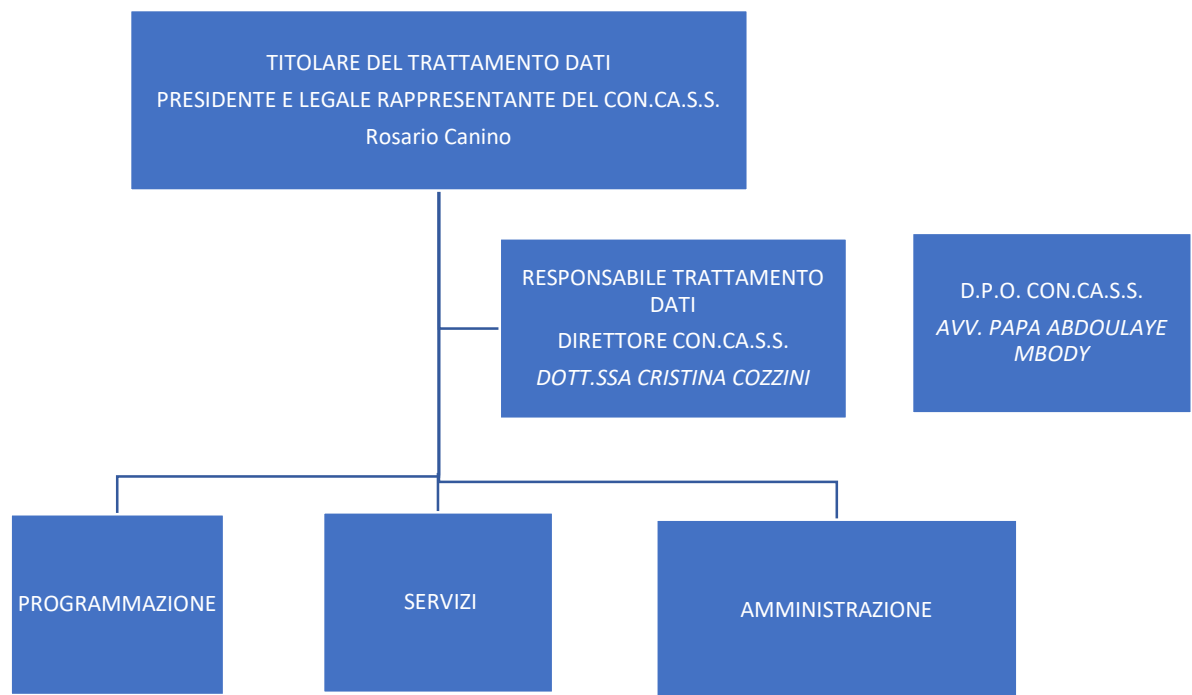 TITOLARE DEL TRATTAMENTO DATI
PRESIDENTE E LEGALE RAPPRESENTANTE DEL CON.CA.S.S.
Rosario Canino
RESPONSABILE TRATTAMENTO
DATI
DIRETTORE CON.CA.S.S.
DOTT.SSA CRISTINA COZZINI
D.P.O. CON.CA.S.S.
AVV. PAPA ABDOULAYE
MBODY
PROGRAMMAZIONE
SERVIZI
AMMINISTRAZIONE